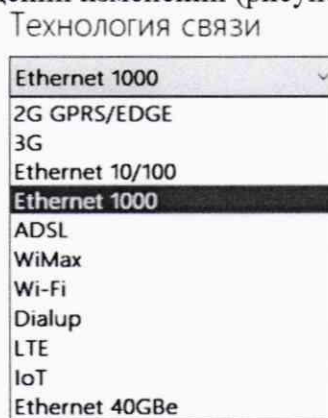 Технология связи
Ethernet 1000
2G GPRS/EDGE
3G
Ethernet 10/100
Ethernet 1000
ADSL
WiMax
Wi-Fi
Dialup
LTE
IoT
Ethernet 40GBe